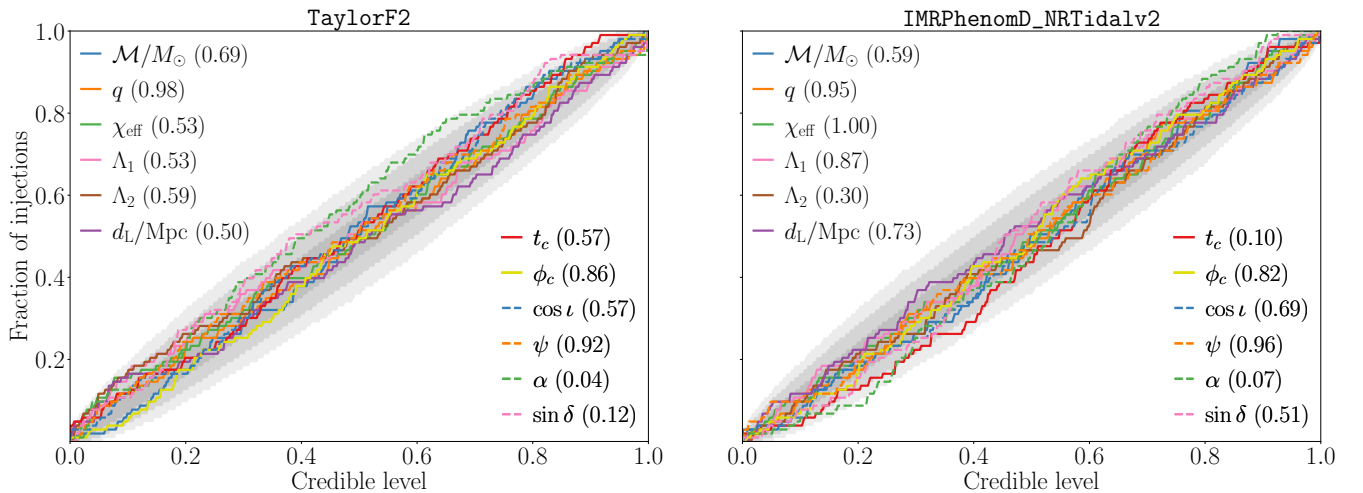 TaylorF2
1.0
0.8
0.6
0.4
0.2
Fraction of injections
ℳ/M⊙ (0.69)
q (0.98)
χeff (0.53)
Λ1 (0.53)
Λ2 (0.59)
dL/Mpc (0.50)
tc (0.57)
ϕc (0.86)
cos ι (0.57)
ψ (0.92)
α (0.04)
sin δ (0.12)
0.0 0.2 0.4 0.6 0.8 1.0
Credible level
IMRPhenomD_NRTidalv2
ℳ/M⊙ (0.59)
q (0.95)
χeff (1.00)
Λ1 (0.87)
Λ2 (0.30)
dL/Mpc (0.73)
tc (0.10)
ϕc (0.82)
cos ι (0.69)
ψ (0.96)
α (0.07)
sin δ (0.51)
0.0 0.2 0.4 0.6 0.8 1.0
Credible level